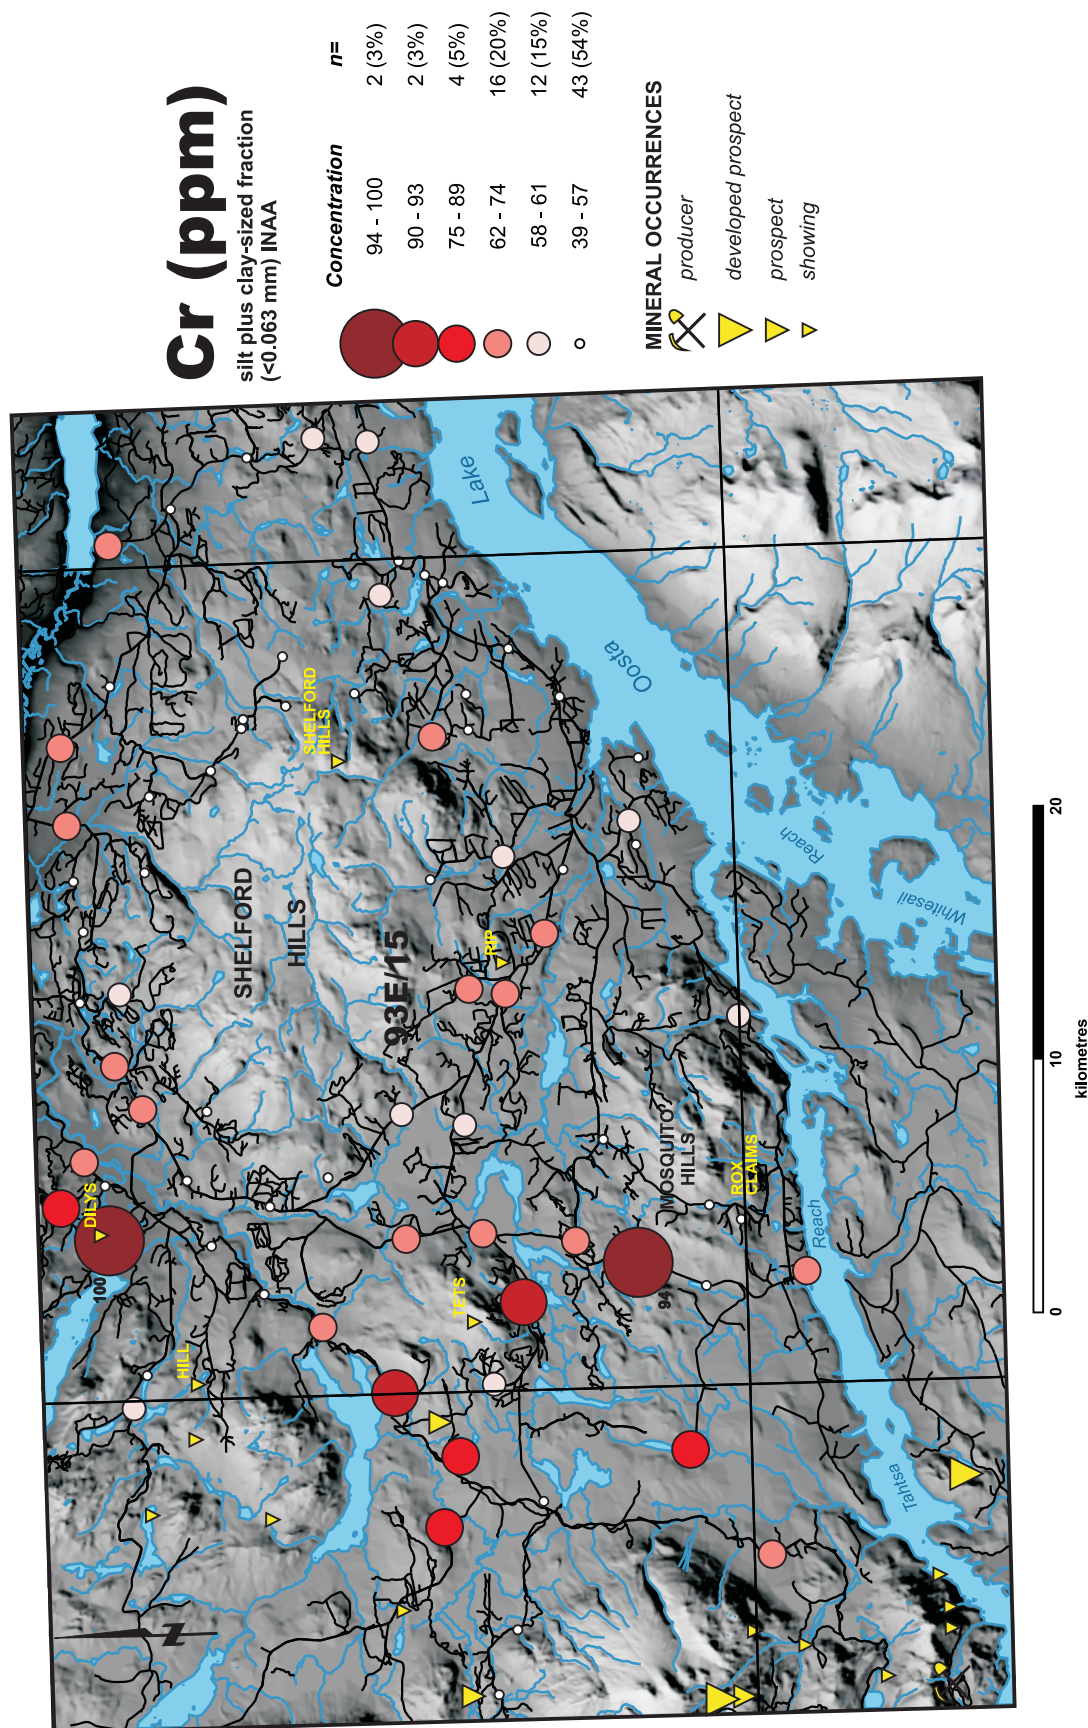 Cr (ppm)
silt plus clay-sized fraction
(<0.063 mm) INAA
Concentration n=
94 - 100 2 (3%)
90 - 93 2 (3%)
75 - 89 4 (5%)
62 - 74 16 (20%)
58 - 61 12 (15%)
39 - 57 43 (54%)
MINERAL OCCURRENCES
producer
developed prospect
prospect
showing
DILYS
100
HILL
SHELFORD
HILLS
SHELFORD
HILLS
93E/15
RIP
TETS
94
MOSQUITO
HILLS
ROX
CLAIMS
Lake
Ootsa
Reach
Whitesail
Reach
Tahtsa
N
0 10 20
kilometres